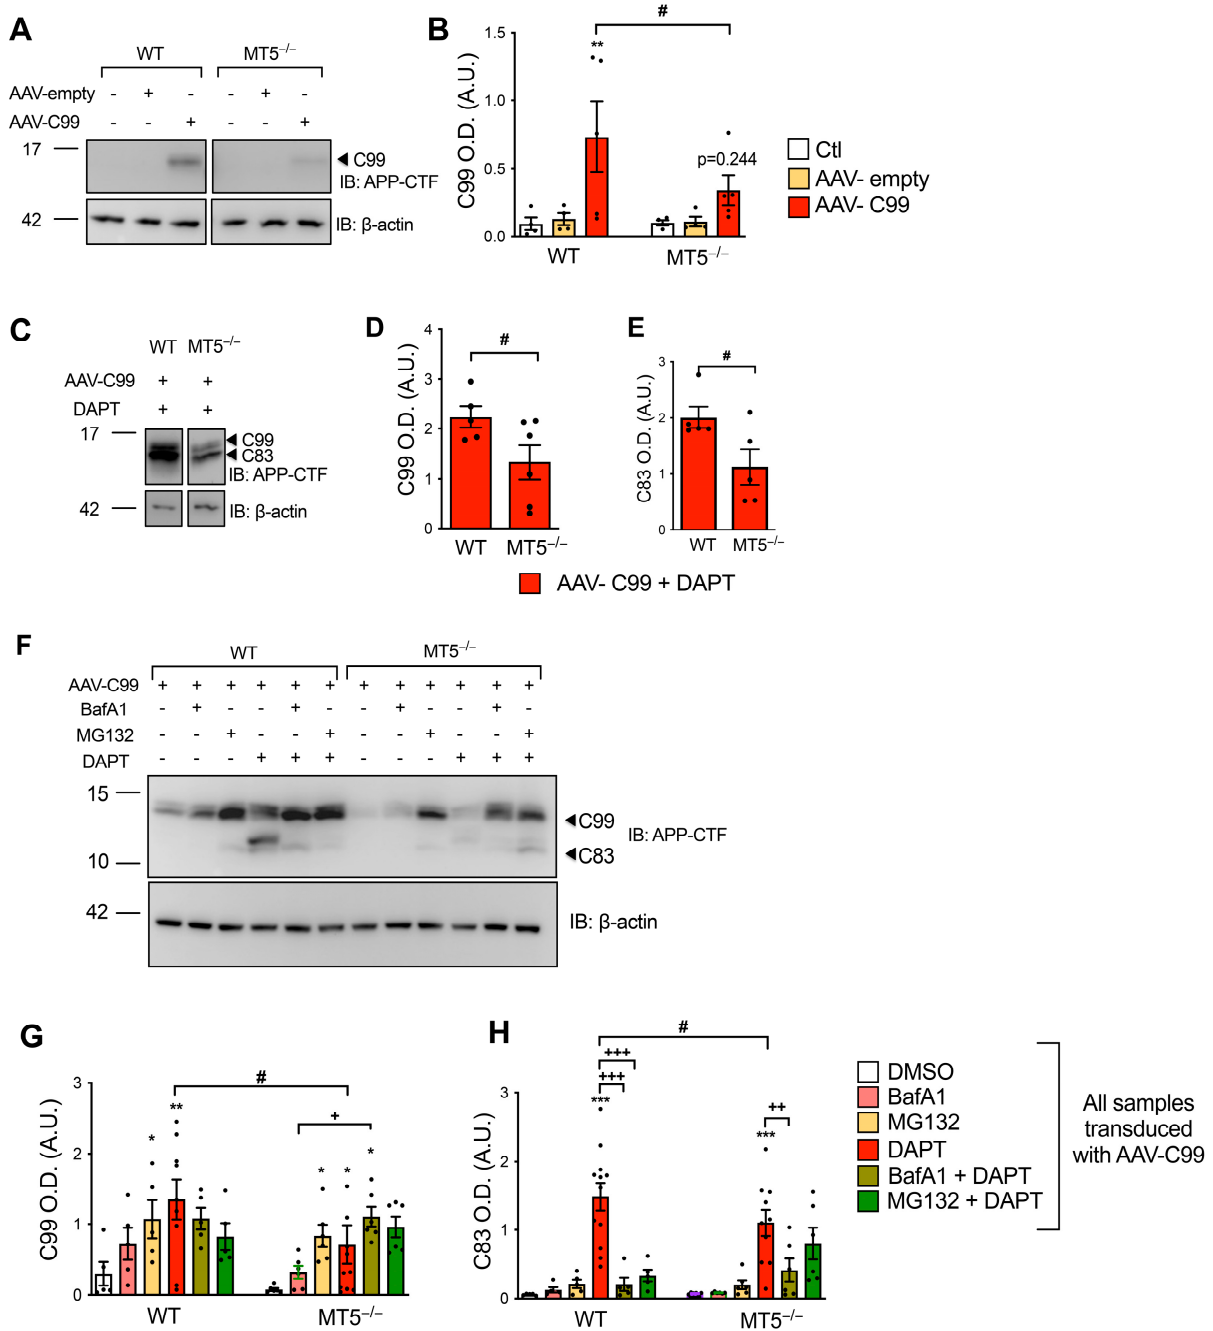 A
WT MT5⁻/⁻
AAV-empty - + - - + -
AAV-C99 - - + - - +
17
C99
IB: APP-CTF
42
IB: β-actin
B
C99 O.D. (A.U.)
1.5
1.0
0.5
0.0
#
**
p=0.244
WT MT5⁻/⁻
Ctl
AAV- empty
AAV- C99
C
WT MT5⁻/⁻
AAV-C99 + +
DAPT + +
17
C99
C83
IB: APP-CTF
42
IB: β-actin
D
C99 O.D. (A.U.)
4
3
2
1
0
#
WT MT5⁻/⁻
E
C83 O.D. (A.U.)
3
2
1
0
#
WT MT5⁻/⁻
AAV- C99 + DAPT
F
WT MT5⁻/⁻
AAV-C99 + + + + + + + + + + + +
BafA1 - + - - + - - + - - + -
MG132 - - + - - + - - + - - +
DAPT - - - + + + - - - + + +
15
C99
IB: APP-CTF
C83
10
42
IB: β-actin
G
C99 O.D. (A.U.)
3
2
1
0
#
* ** + * * *
WT MT5⁻/⁻
H
C83 O.D. (A.U.)
3
2
1
0
#
+++
+++
***
++
***
WT MT5⁻/⁻
DMSO
BafA1
MG132
DAPT
BafA1 + DAPT
MG132 + DAPT
All samples
transduced
with AAV-C99